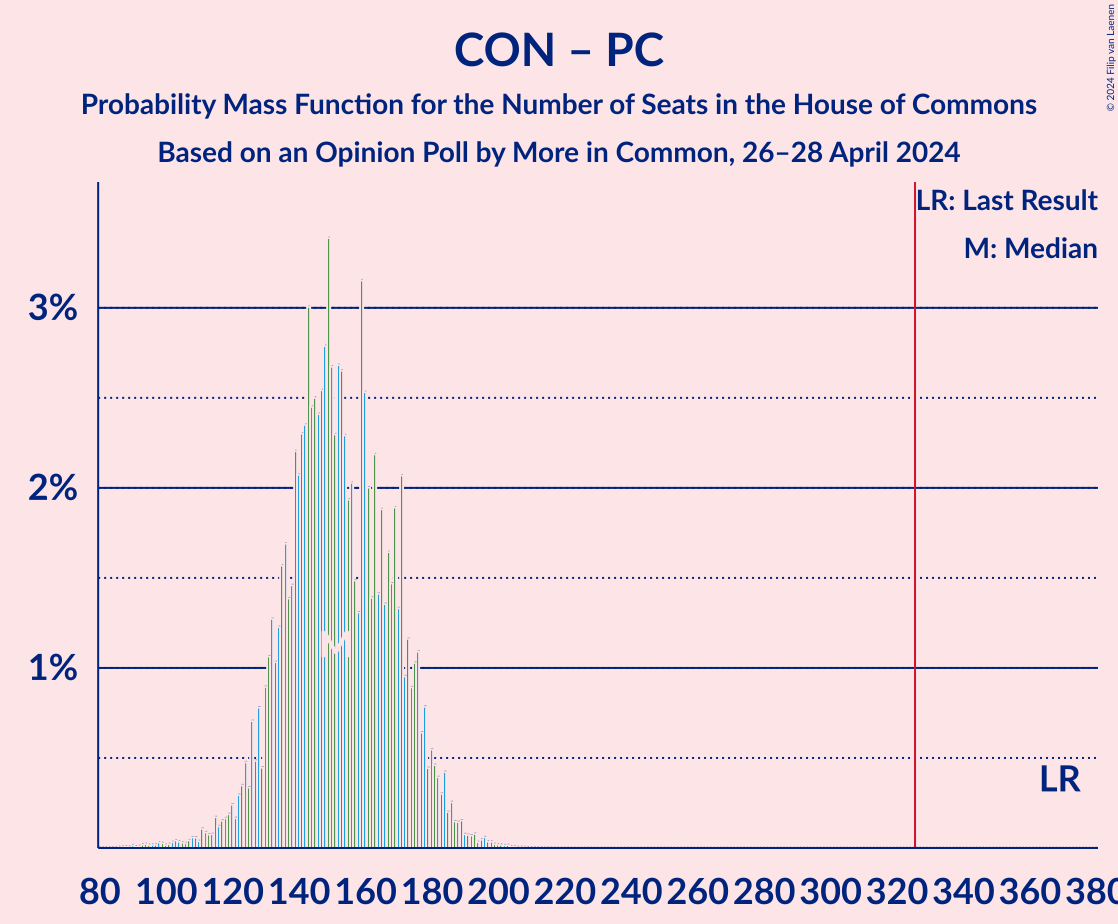 CON – PC
Probability Mass Function for the Number of Seats in the House of Commons
Based on an Opinion Poll by More in Common, 26–28 April 2024
© 2024 Filip van Laenen
LR: Last Result
M: Median
3%
2%
1%
M
LR
80 100 120 140 160 180 200 220 240 260 280 300 320 340 360 380